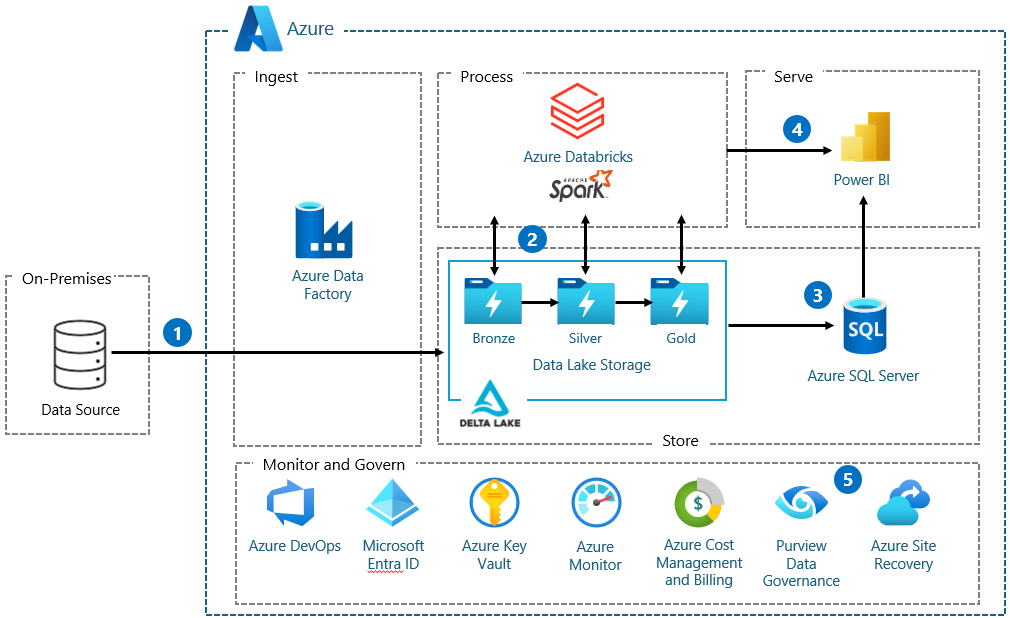 Azure
Ingest
Process
Serve
Azure Databricks
APACHE
Spark
4
Power BI
Azure Data
Factory
2
On-Premises
1
Data Source
Bronze
Silver
Gold
Data Lake Storage
DELTA LAKE
3
SQL
Azure SQL Server
Store
Monitor and Govern
5
Azure DevOps
Microsoft
Entra ID
Azure Key
Vault
Azure
Monitor
$
Azure Cost
Management
and Billing
Purview
Data
Governance
Azure Site
Recovery